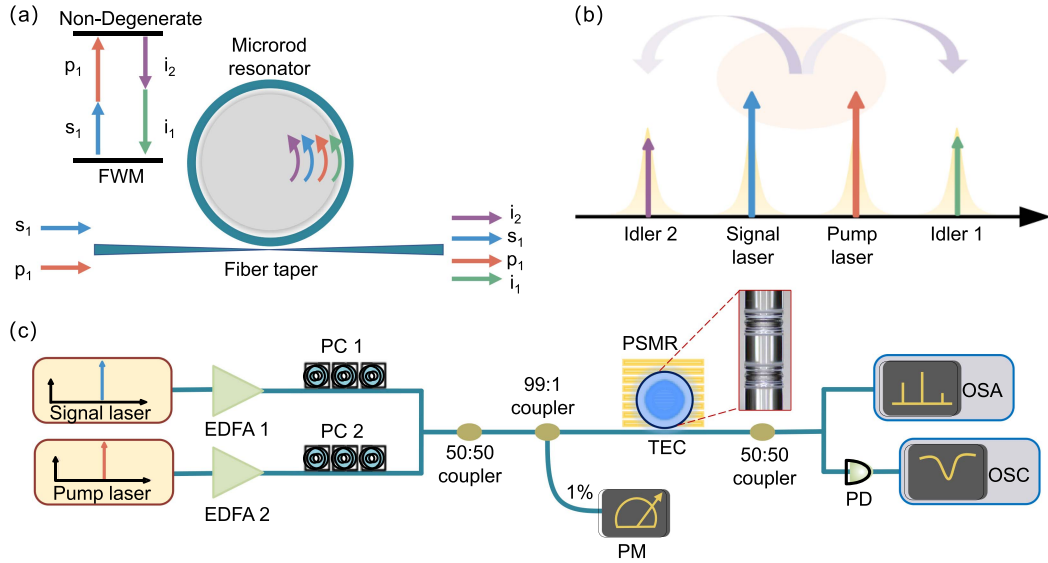 (a)
Non-Degenerate
p₁
i₂
s₁
i₁
FWM
Microrod
resonator
s₁
p₁
Fiber taper
i₂
s₁
p₁
i₁
(b)
Idler 2
Signal
laser
Pump
laser
Idler 1
(c)
Signal laser
Pump laser
EDFA 1
EDFA 2
PC 1
PC 2
50:50
coupler
99:1
coupler
1%
PM
PSMR
TEC
50:50
coupler
OSA
PD
OSC